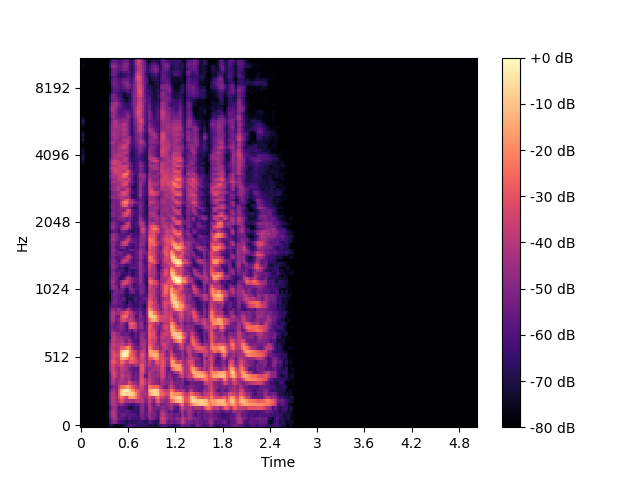 8192
4096
2048
1024
512
0
Hz
0 0.6 1.2 1.8 2.4 3 3.6 4.2 4.8
Time
+0 dB
-10 dB
-20 dB
-30 dB
-40 dB
-50 dB
-60 dB
-70 dB
-80 dB